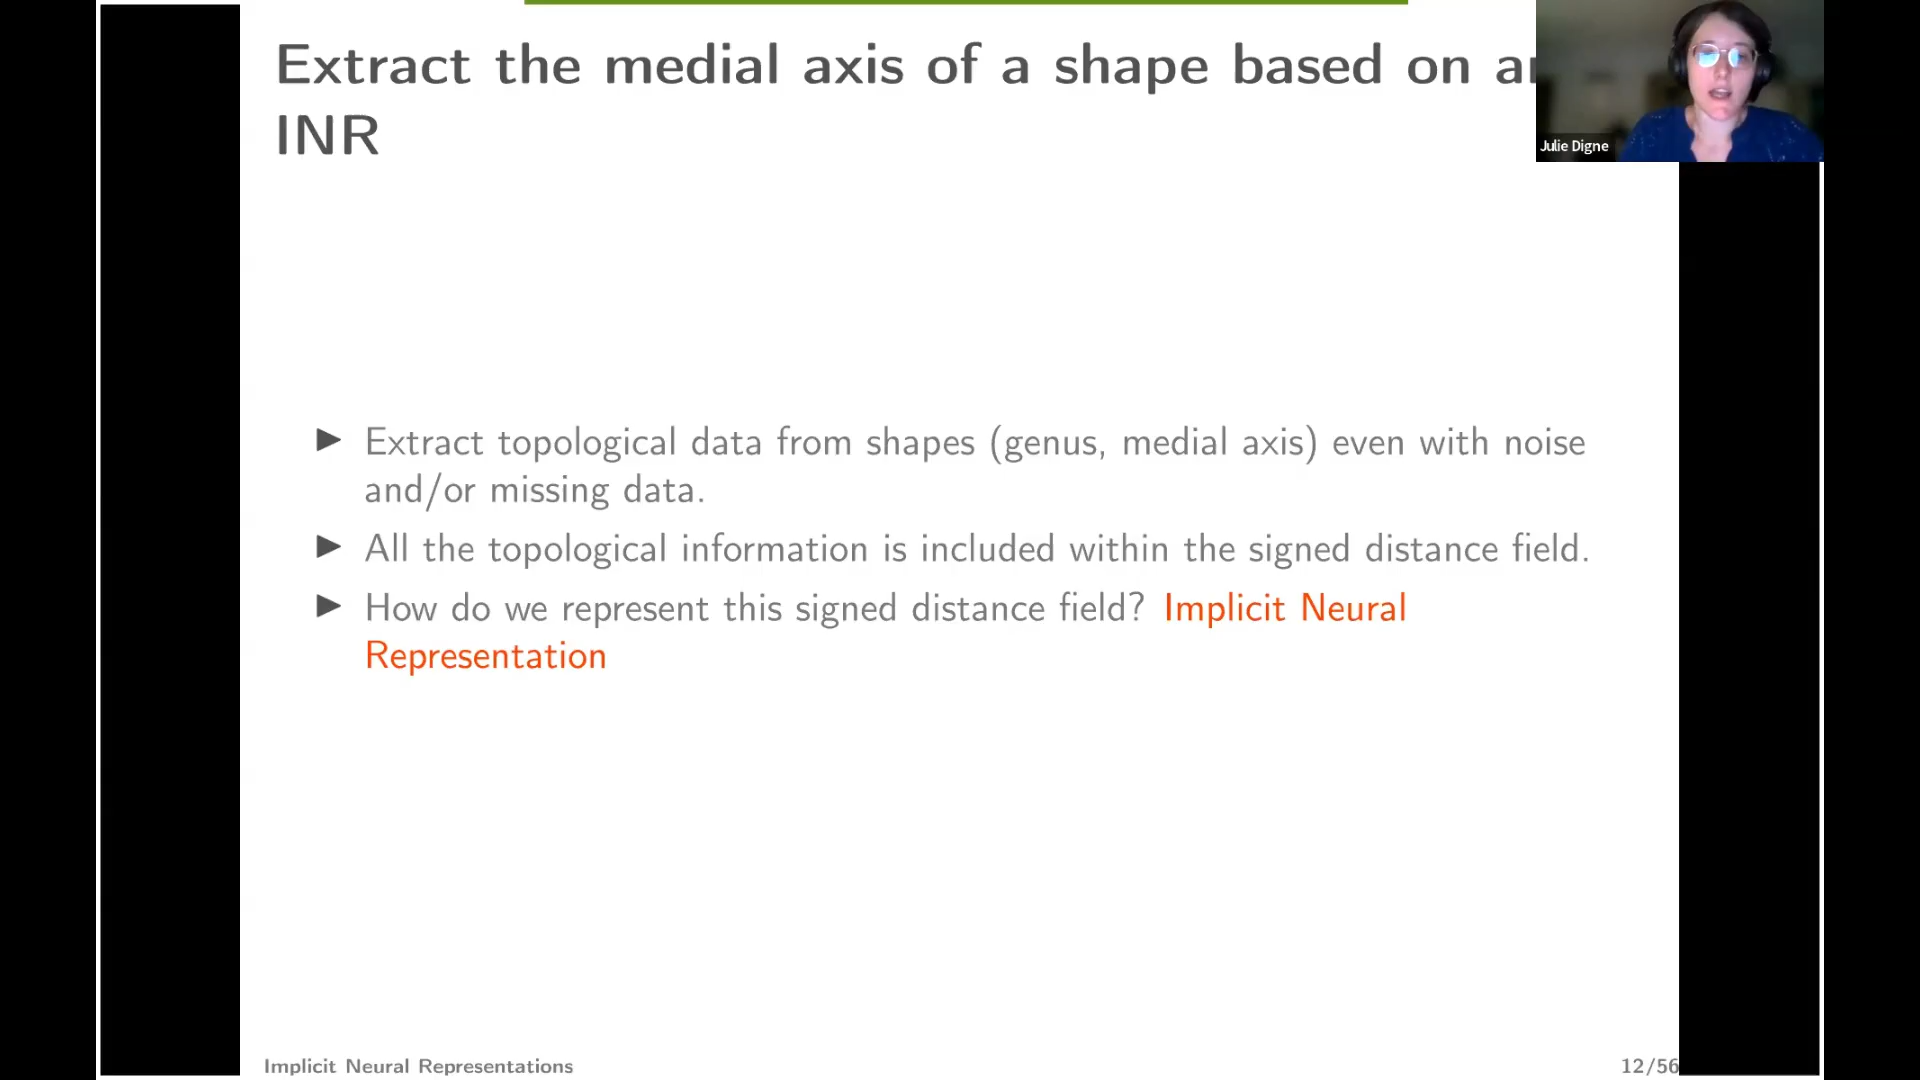 Extract the medial axis of a shape based on
INR
Julie Digne
Extract topological data from shapes (genus, medial axis) even with noise
and/or missing data.
All the topological information is included within the signed distance field.
How do we represent this signed distance field? Implicit Neural
Representation
Implicit Neural Representations
12/56